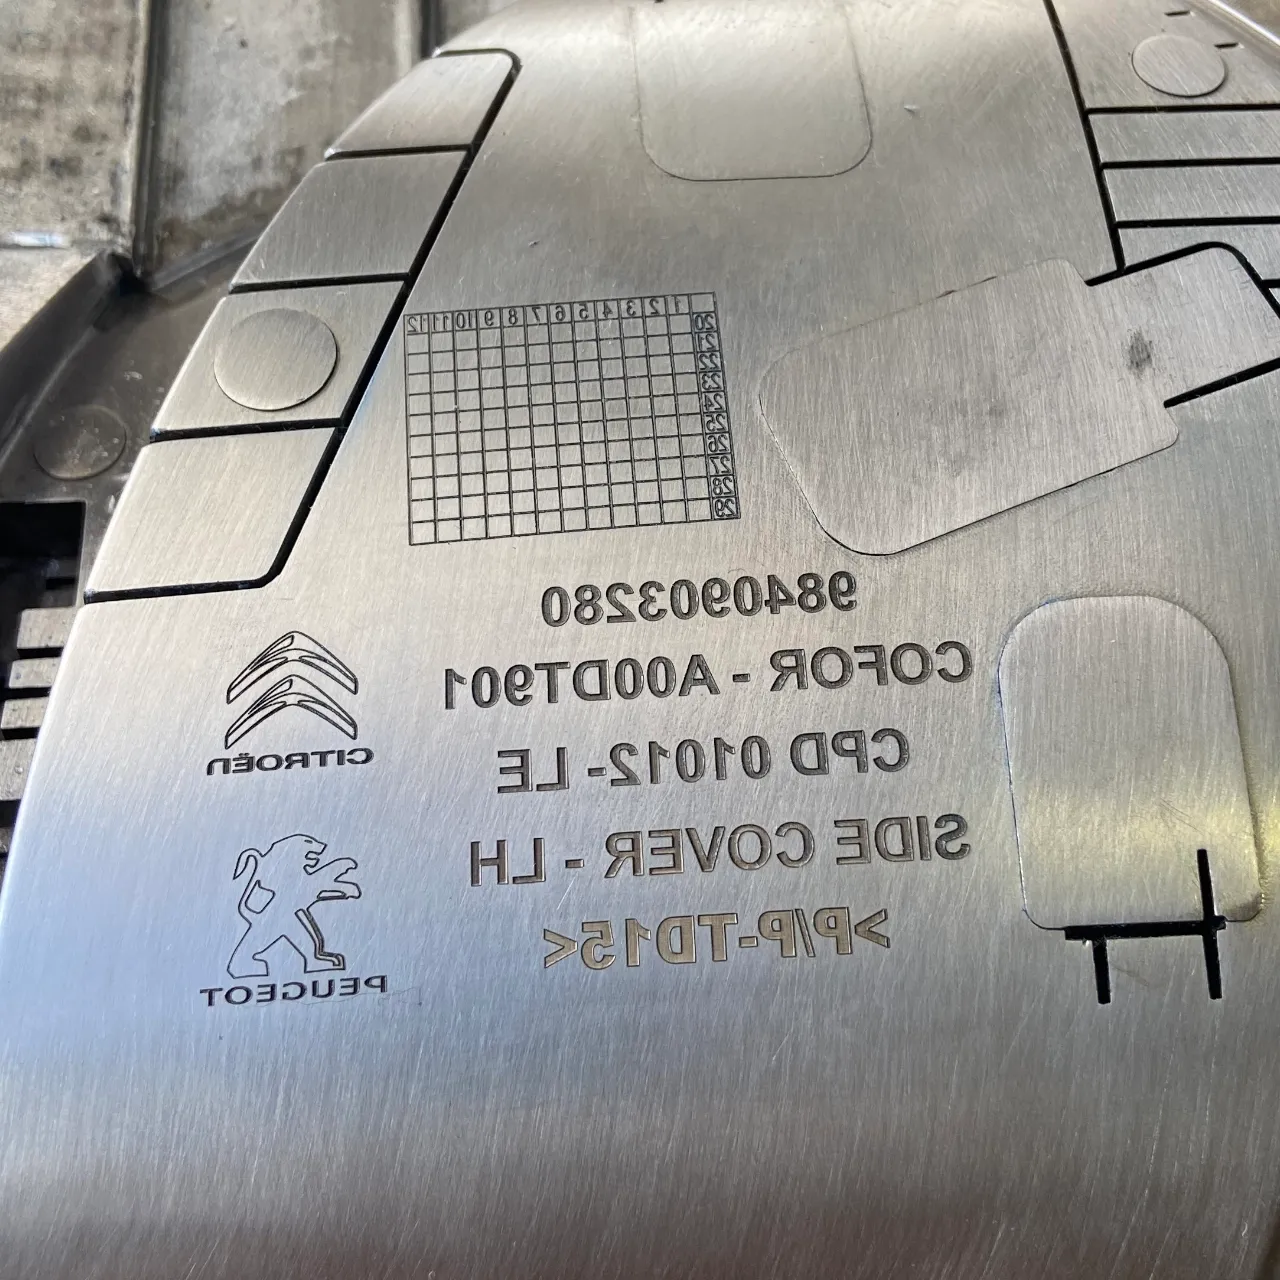 1 2 3 4 5 6 7 8 9 10 11 12
20
21
22
23
24
25
26
27
28
29
9840903280
COFOR - A00DT901
CPD 01012- LE
SIDE COVER - LH
>P/P-TD15<
CITROËN
PEUGEOT